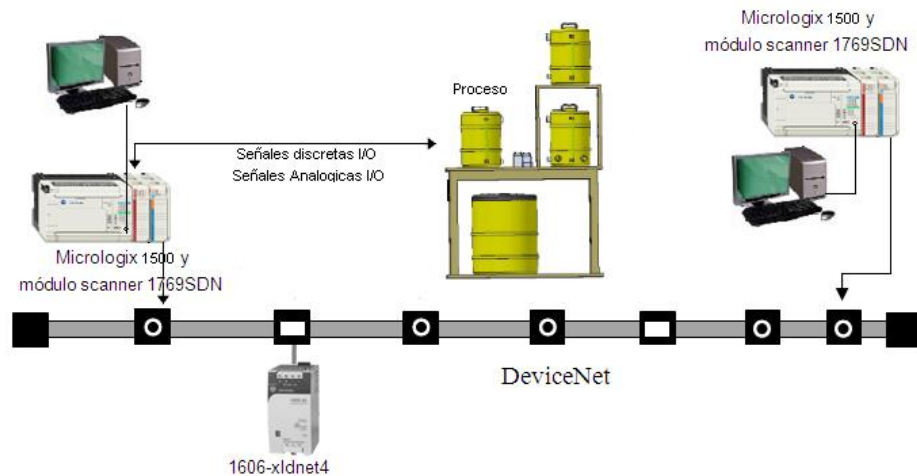 Micrologix 1500 y
módulo scanner 1769SDN
Proceso
Señales discretas I/O
Señales Analogicas I/O
Micrologix 1500 y
módulo scanner 1769SDN
DeviceNet
1606-xldnet4